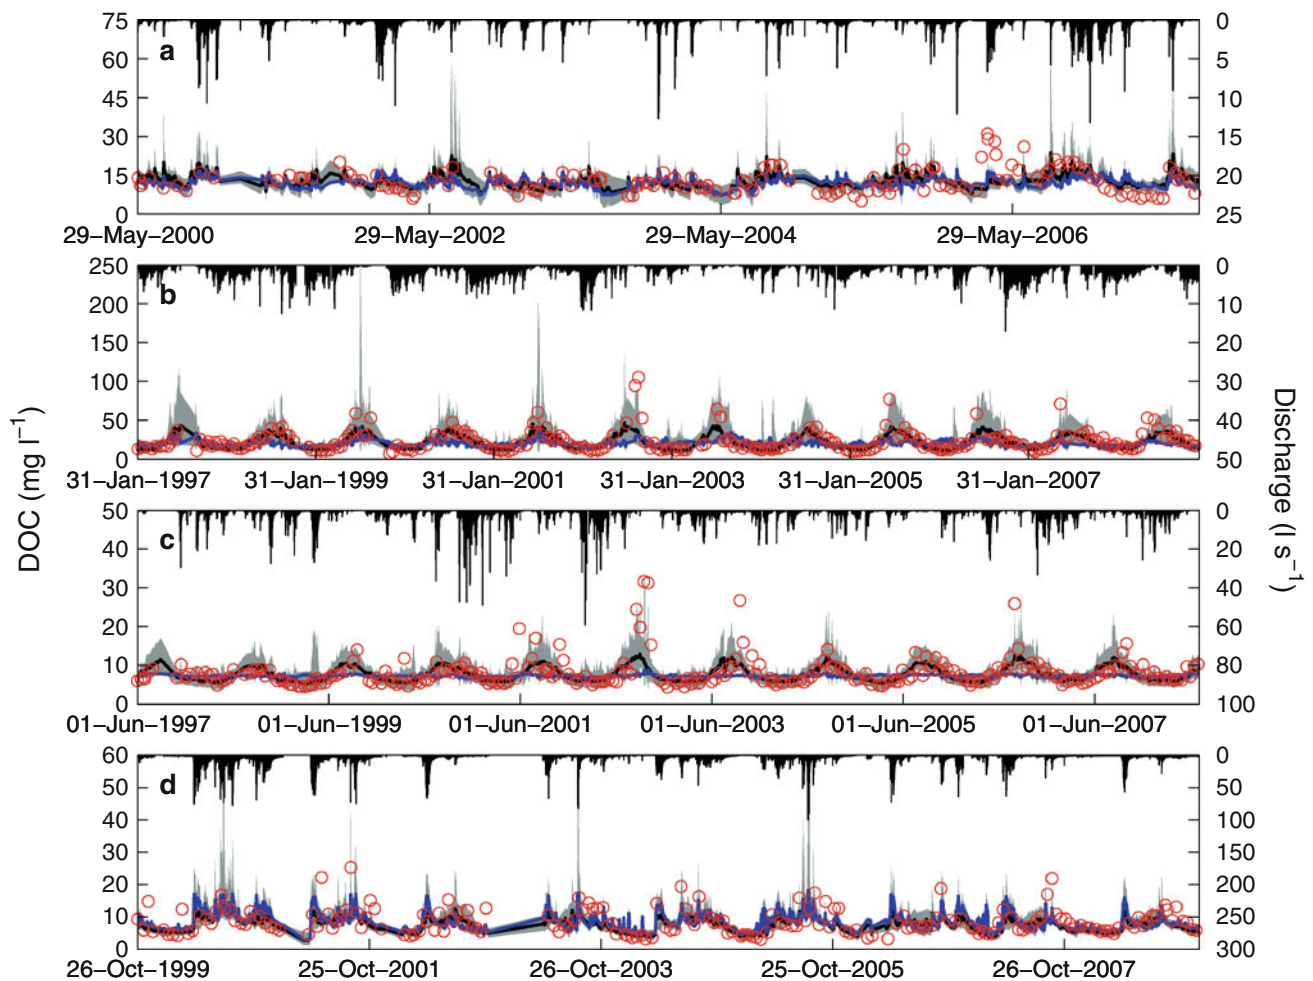 75 0
60 a 5
45 10
30 15
15 20
0 25
29–May–2000 29–May–2002 29–May–2004 29–May–2006
250 0
200 b 10
150 20
100 30
50 40
0 50
31–Jan–1997 31–Jan–1999 31–Jan–2001 31–Jan–2003 31–Jan–2005 31–Jan–2007
DOC (mg l⁻¹)
Discharge (l s⁻¹)
50 0
40 c 20
30 40
20 60
10 80
0 100
01–Jun–1997 01–Jun–1999 01–Jun–2001 01–Jun–2003 01–Jun–2005 01–Jun–2007
60 0
50 d 50
40 100
30 150
20 200
10 250
0 300
26–Oct–1999 25–Oct–2001 26–Oct–2003 25–Oct–2005 26–Oct–2007